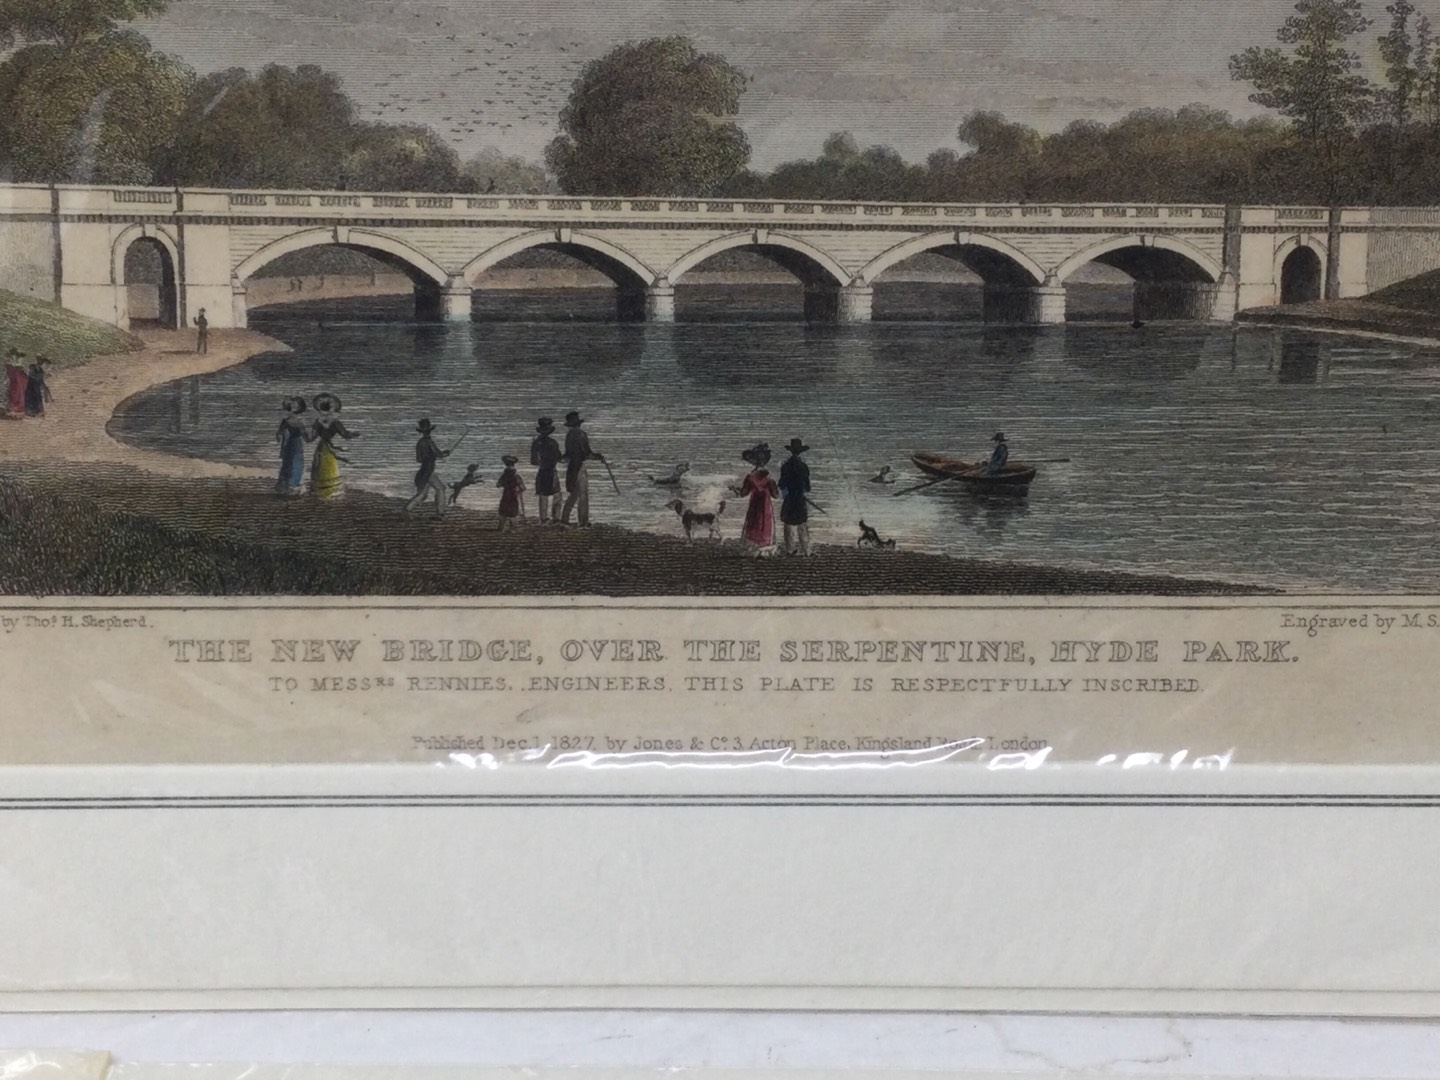 by Thos. H. Shepherd.
Engraved by M. S.
THE NEW BRIDGE, OVER THE SERPENTINE, HYDE PARK.
TO MESSRS RENNIES, ENGINEERS, THIS PLATE IS RESPECTFULLY INSCRIBED.
Published Dec. 1, 1827, by Jones & Co. 3, Acton Place, Kingsland Road, London.